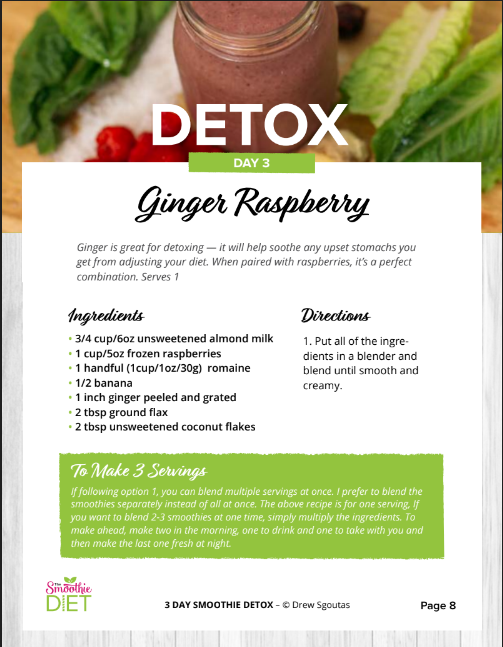 DETOX
DAY 3
Ginger Raspberry
Ginger is great for detoxing — it will help soothe any upset stomachs you
get from adjusting your diet. When paired with raspberries, it’s a perfect
combination. Serves 1
Ingredients
• 3/4 cup/6oz unsweetened almond milk
• 1 cup/5oz frozen raspberries
• 1 handful (1cup/1oz/30g)  romaine
• 1/2 banana
• 1 inch ginger peeled and grated
• 2 tbsp ground flax
• 2 tbsp unsweetened coconut flakes
Directions
1. Put all of the ingre-
dients in a blender and
blend until smooth and
creamy.
To Make 3 Servings
If following option 1, you can blend multiple servings at once. I prefer to blend the
smoothies separately instead of all at once. The above recipe is for one serving, If
you want to blend 2-3 smoothies at one time, simply multiply the ingredients. To
make ahead, make two in the morning, one to drink and one to take with you and
then make the last one fresh at night.
The
Smoothie
DIET
3 DAY SMOOTHIE DETOX – © Drew Sgoutas
Page 8